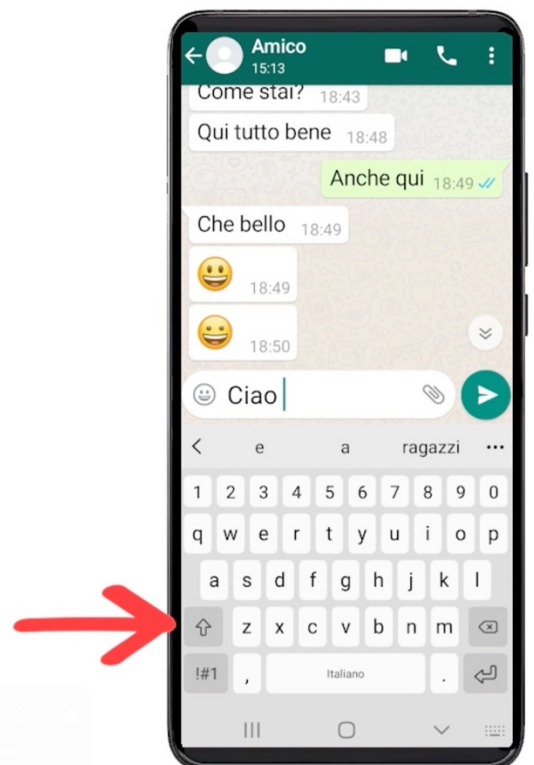 Amico
15:13
Come stai? 18:43
Qui tutto bene 18:48
Anche qui 18:49
Che bello 18:49
18:49
18:50
Ciao
e a ragazzi
1 2 3 4 5 6 7 8 9 0
q w e r t y u i o p
a s d f g h j k l
z x c v b n m
!#1 , Italiano .